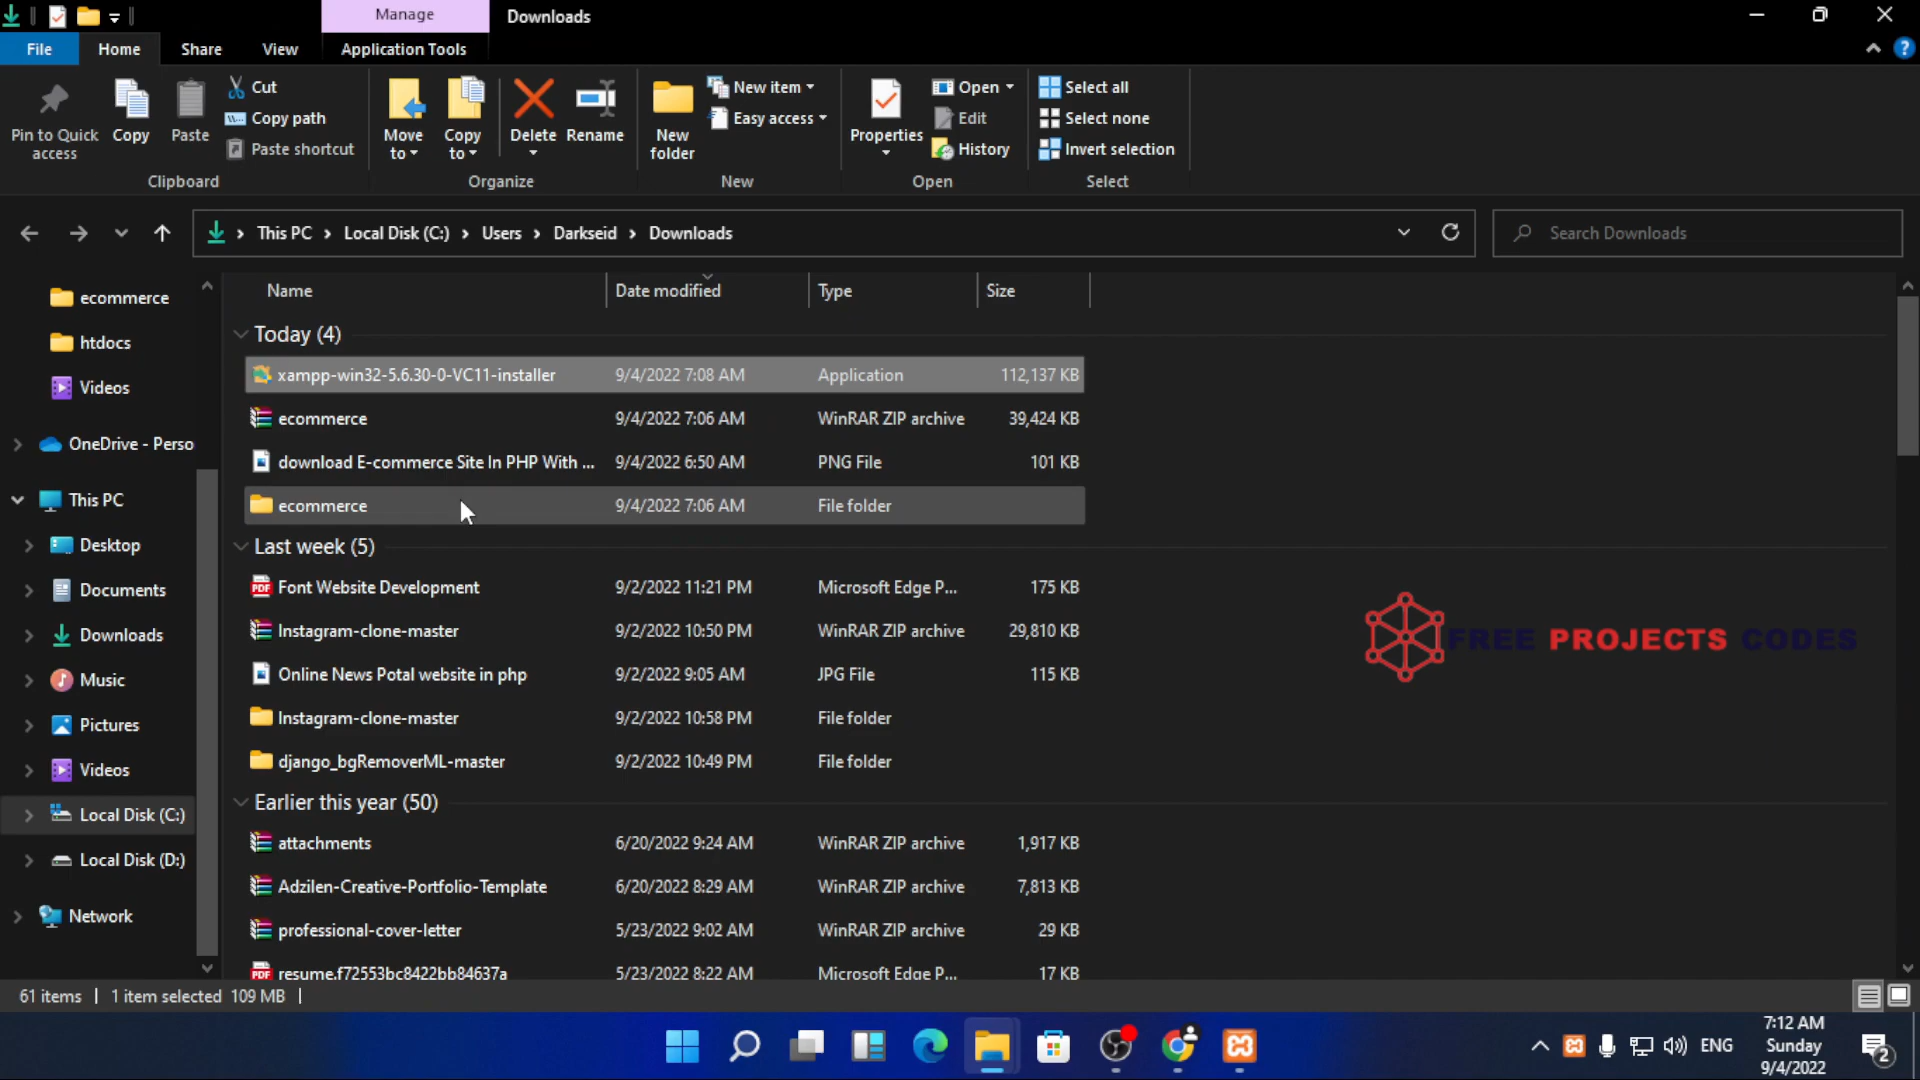 Manage
Downloads
File
Home
Share
View
Application Tools
Pin to Quick
access
Copy
Paste
Cut
Copy path
Paste shortcut
Clipboard
Move
to
Copy
to
Delete
Rename
Organize
New
folder
New item
Easy access
New
Properties
Open
Edit
History
Open
Select all
Select none
Invert selection
Select
This PC > Local Disk (C:) > Users > Darkseid > Downloads
Search Downloads
ecommerce
htdocs
Videos
OneDrive - Perso
This PC
Desktop
Documents
Downloads
Music
Pictures
Videos
Local Disk (C:)
Local Disk (D:)
Network
Name Date modified Type Size
Today (4)
xampp-win32-5.6.30-0-VC11-installer 9/4/2022 7:08 AM Application 112,137 KB
ecommerce 9/4/2022 7:06 AM WinRAR ZIP archive 39,424 KB
download E-commerce Site In PHP With ... 9/4/2022 6:50 AM PNG File 101 KB
ecommerce 9/4/2022 7:06 AM File folder
Last week (5)
Font Website Development 9/2/2022 11:21 PM Microsoft Edge P... 175 KB
Instagram-clone-master 9/2/2022 10:50 PM WinRAR ZIP archive 29,810 KB
Online News Potal website in php 9/2/2022 9:05 AM JPG File 115 KB
Instagram-clone-master 9/2/2022 10:58 PM File folder
django_bgRemoverML-master 9/2/2022 10:49 PM File folder
Earlier this year (50)
attachments 6/20/2022 9:24 AM WinRAR ZIP archive 1,917 KB
Adzilen-Creative-Portfolio-Template 6/20/2022 8:29 AM WinRAR ZIP archive 7,813 KB
professional-cover-letter 5/23/2022 9:02 AM WinRAR ZIP archive 29 KB
resume.f72553bc8422bb84637a 5/23/2022 8:22 AM Microsoft Edge P... 17 KB
FREE PROJECTS CODES
61 items | 1 item selected 109 MB |
ENG
7:12 AM
Sunday
9/4/2022
2